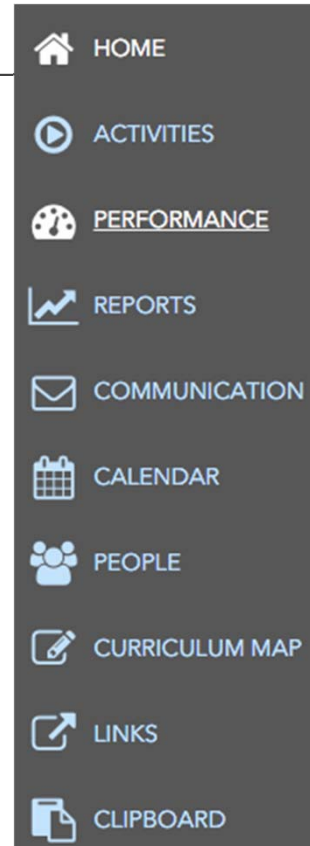 HOME
ACTIVITIES
PERFORMANCE
REPORTS
COMMUNICATION
CALENDAR
PEOPLE
CURRICULUM MAP
LINKS
CLIPBOARD